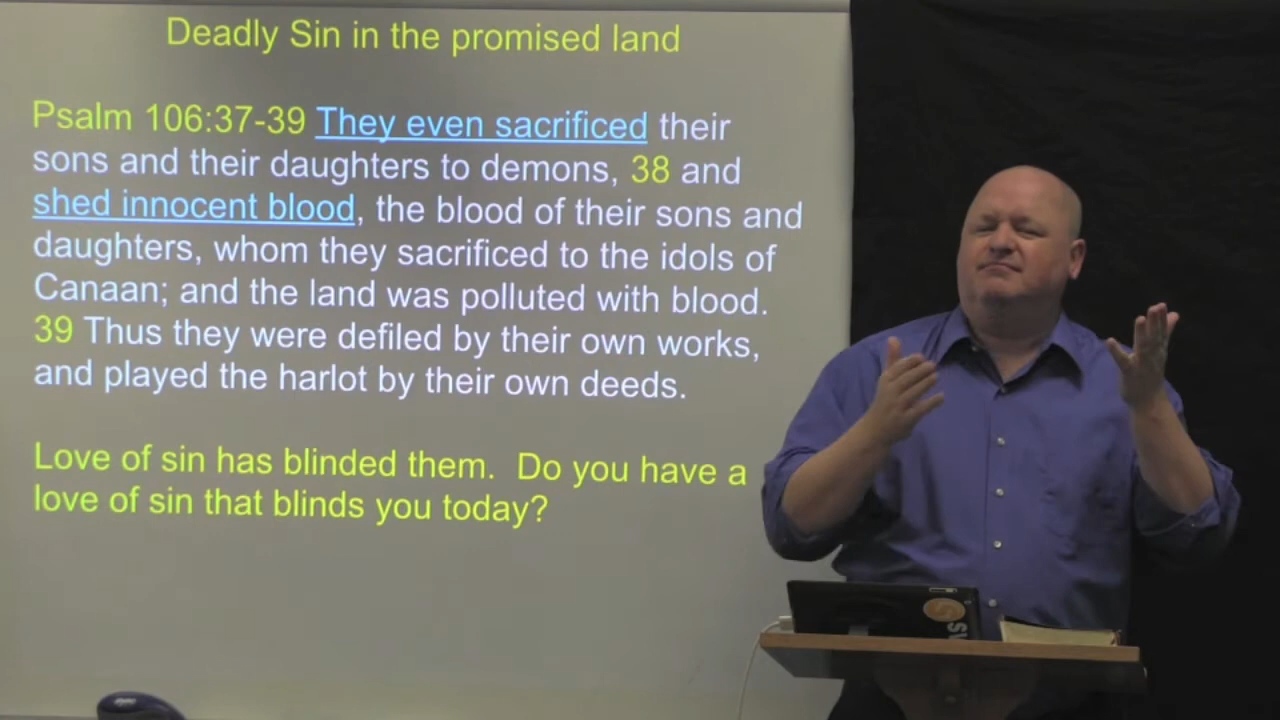 Deadly Sin in the promised land
Psalm 106:37-39 They even sacrificed their
sons and their daughters to demons, 38 and
shed innocent blood, the blood of their sons and
daughters, whom they sacrificed to the idols of
Canaan; and the land was polluted with blood.
39 Thus they were defiled by their own works,
and played the harlot by their own deeds.
Love of sin has blinded them. Do you have a
love of sin that blinds you today?